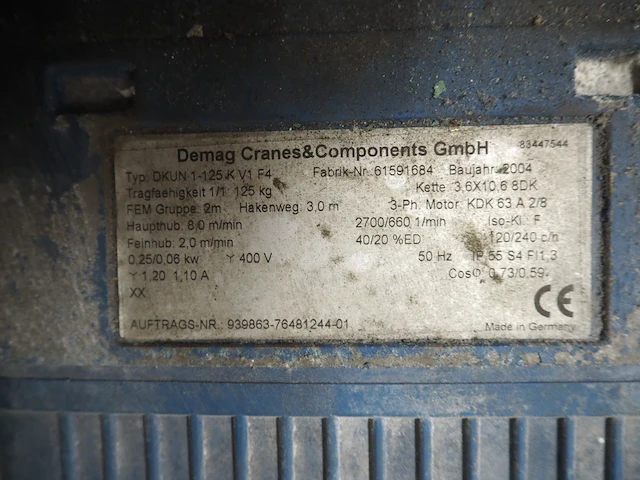 Demag Cranes&Components GmbH 83447544
Typ: DKUN 1-125 K V1 F4 Fabrik-Nr.:61591684 Baujahr:2004
Tragfaehigkeit 1/1: 125 kg Kette: 3,6X10,6 8DK
FEM Gruppe: 2m Hakenweg: 3,0 m 3-Ph. Motor: KDK 63 A 2/8
Haupthub: 8,0 m/min 2700/660 1/min Iso-Kl. F
Feinhub: 2,0 m/min 40/20 %ED 120/240 c/h
0,25/0,06 kw Y 400 V 50 Hz IP 55 S4 FI1,3
Y 1.20 1,10 A Cosφ 0,73/0,59
XX
CE
AUFTRAGS-NR.: 939863-76481244-01 Made in Germany